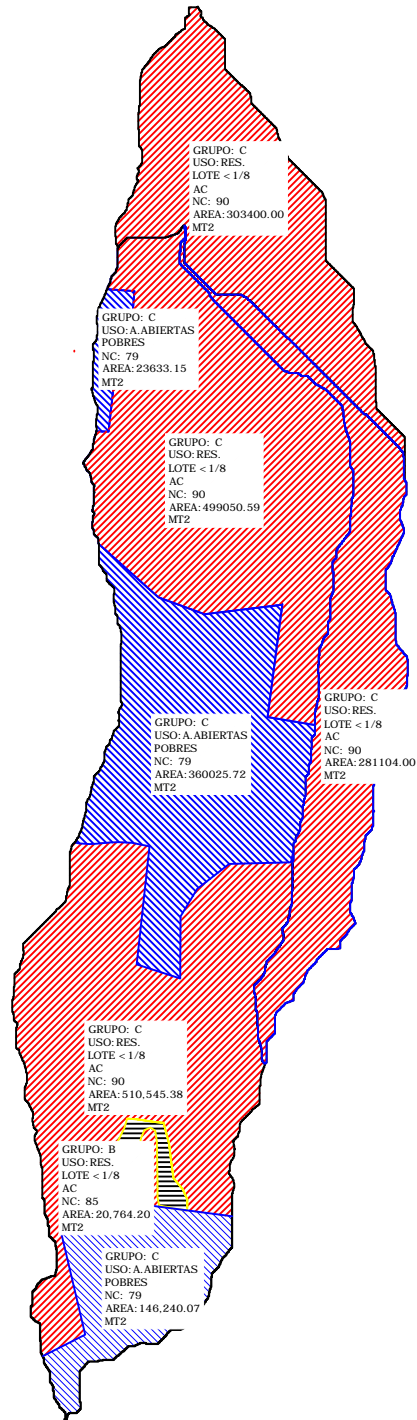 GRUPO: C
USO: RES.
LOTE < 1/8
AC
NC: 90
AREA: 303400.00
MT2
GRUPO: C
USO: A.ABIERTAS
POBRES
NC: 79
AREA: 23633.15
MT2
GRUPO: C
USO: RES.
LOTE < 1/8
AC
NC: 90
AREA: 499050.59
MT2
GRUPO: C
USO: RES.
LOTE < 1/8
AC
NC: 90
AREA: 281104.00
MT2
GRUPO: C
USO: A.ABIERTAS
POBRES
NC: 79
AREA: 360025.72
MT2
GRUPO: C
USO: RES.
LOTE < 1/8
AC
NC: 90
AREA: 510,545.38
MT2
GRUPO: B
USO: RES.
LOTE < 1/8
AC
NC: 85
AREA: 20,764.20
MT2
GRUPO: C
USO: A.ABIERTAS
POBRES
NC: 79
AREA: 146,240.07
MT2